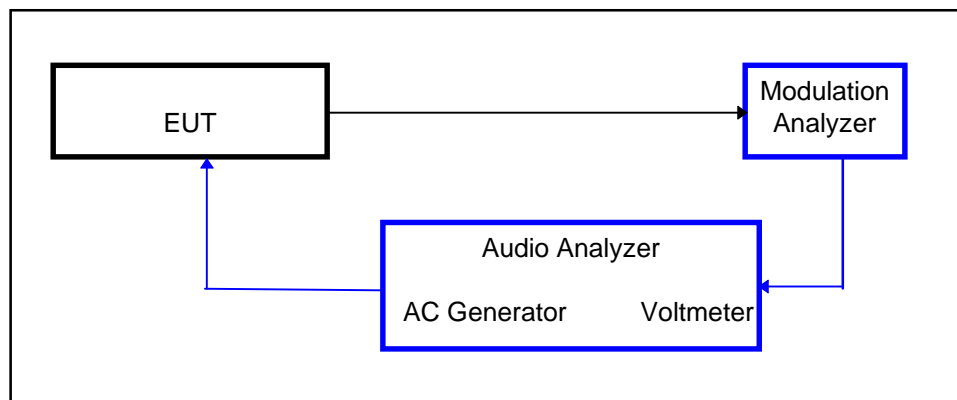 EUT
Modulation
Analyzer
Audio Analyzer
AC Generator
Voltmeter